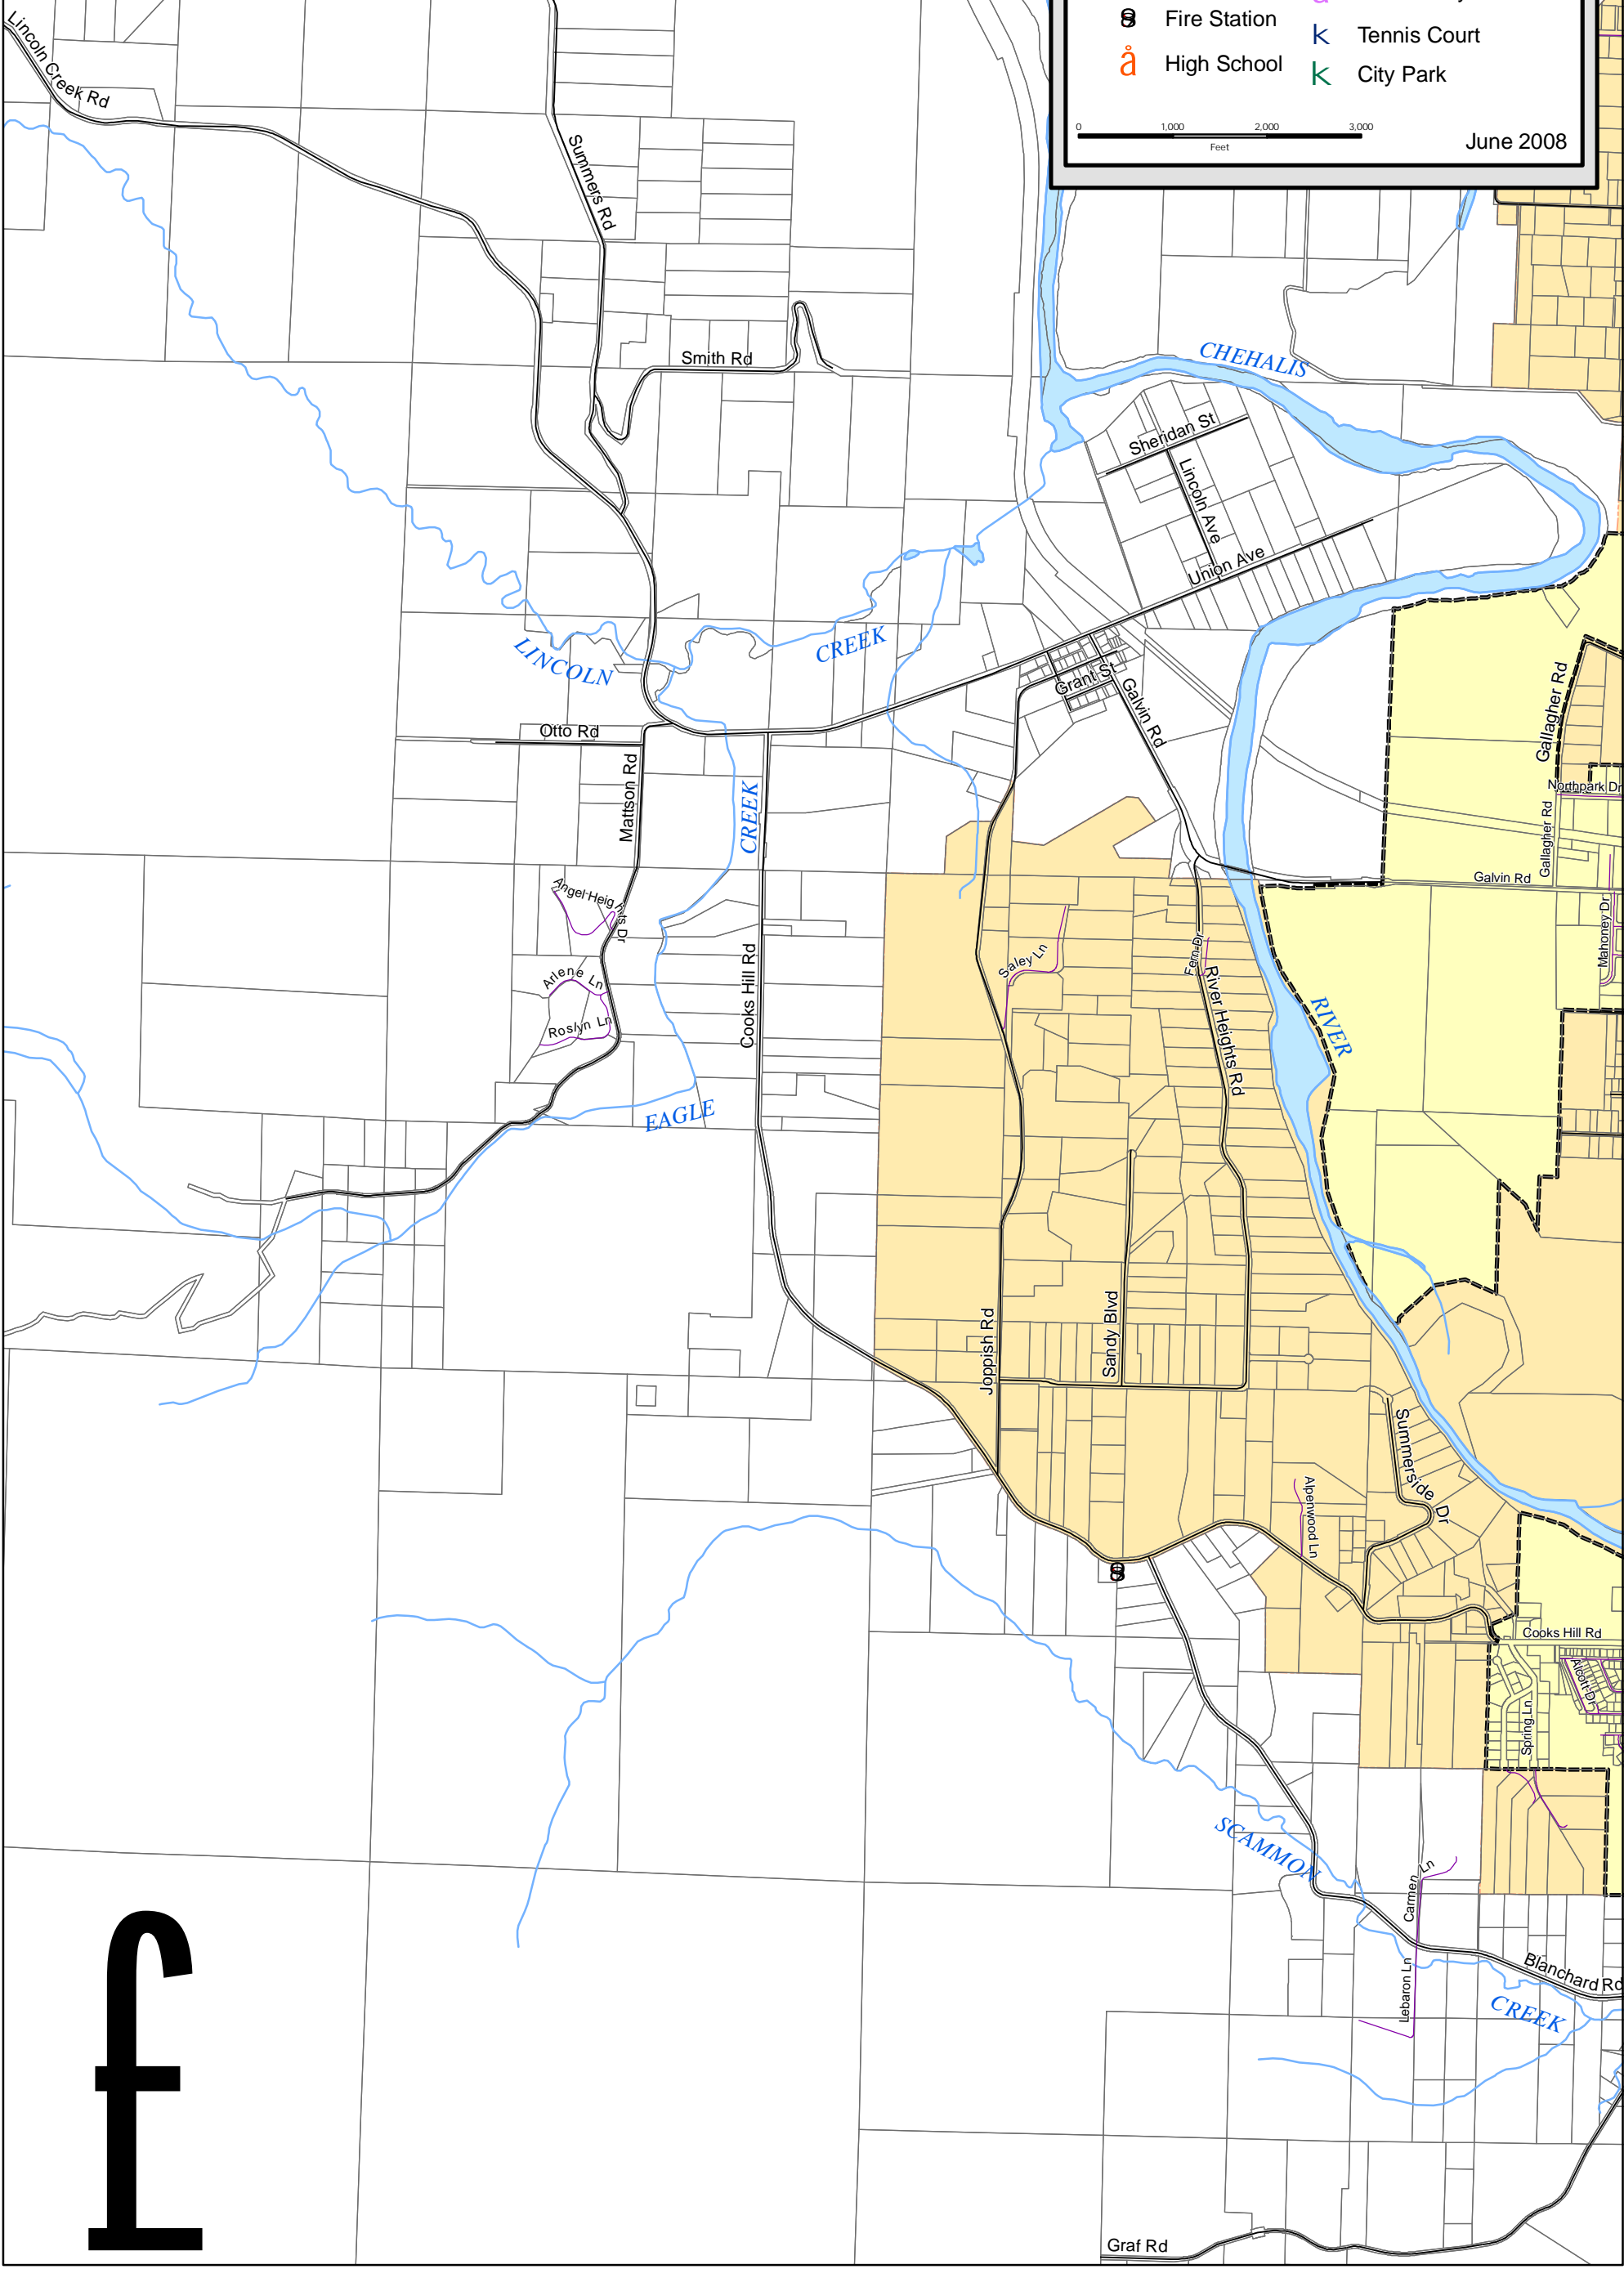 Fire Station
Tennis Court
High School
City Park
0 1,000 2,000 3,000
Feet
June 2008
Lincoln Creek Rd
Summers Rd
Smith Rd
CHEHALIS
Sheridan St
Lincoln Ave
Union Ave
LINCOLN
CREEK
Grant St
Galvin Rd
Otto Rd
Mattson Rd
CREEK
Gallagher Rd
Northpark Dr
Gallagher Rd
Galvin Rd
Angel Heights Dr
Mahoney Dr
Arlene Ln
Roslyn Ln
Cooks Hill Rd
Saley Ln
Fern Dr
River Heights Rd
RIVER
EAGLE
Joppish Rd
Sandy Blvd
Summerside Dr
Alpenwood Ln
Cooks Hill Rd
Alcott Dr
Spring Ln
SCAMMON
Carmen Ln
Lebaron Ln
Blanchard Rd
CREEK
Graf Rd